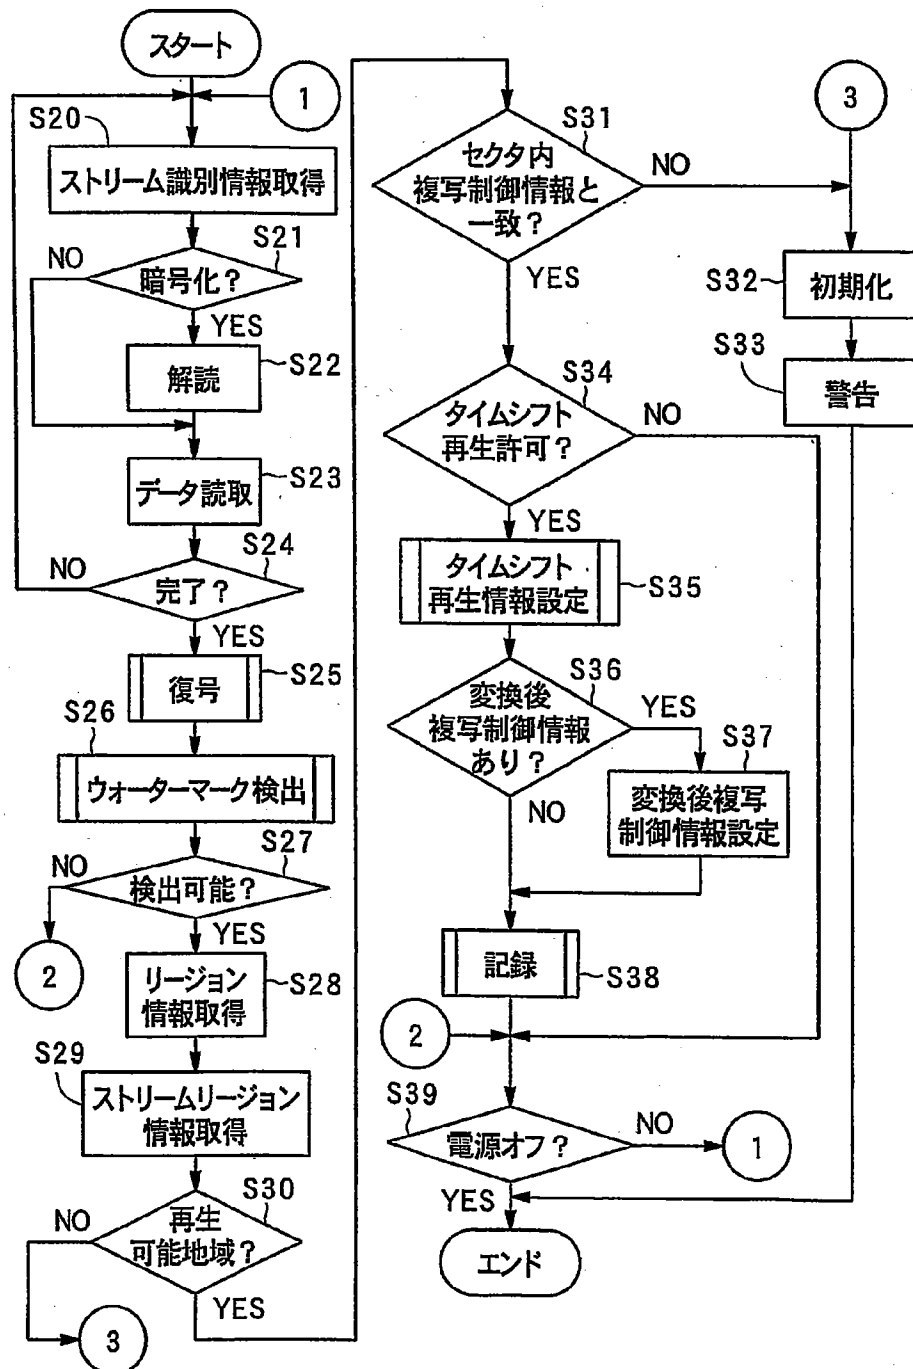 スタート
1
S20
ストリーム識別情報取得
S21
NO
暗号化？
YES
解読
S22
データ読取
S23
S24
NO
完了？
YES
復号
S25
S26
ウォーターマーク検出
S27
NO
検出可能？
YES
2
リージョン
情報取得
S28
S29
ストリームリージョン
情報取得
S30
NO
再生
可能地域？
YES
3
S31
セクタ内
複写制御情報と
一致？
NO
YES
3
S32
初期化
S33
警告
S34
タイムシフト
再生許可？
NO
YES
タイムシフト
再生情報設定
S35
S36
変換後
複写制御情報
あり？
YES
NO
S37
変換後複写
制御情報設定
記録
S38
2
S39
電源オフ？
NO
1
YES
エンド